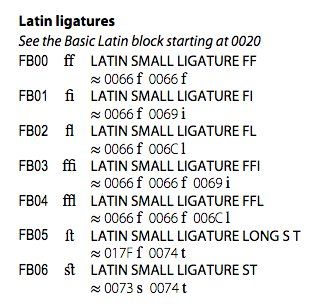 Latin ligatures
See the Basic Latin block starting at 0020
FB00 ff LATIN SMALL LIGATURE FF
≈ 0066 f 0066 f
FB01 fi LATIN SMALL LIGATURE FI
≈ 0066 f 0069 i
FB02 fl LATIN SMALL LIGATURE FL
≈ 0066 f 006C l
FB03 ffi LATIN SMALL LIGATURE FFI
≈ 0066 f 0066 f 0069 i
FB04 ffl LATIN SMALL LIGATURE FFL
≈ 0066 f 0066 f 006C l
FB05 ſt LATIN SMALL LIGATURE LONG S T
≈ 017F ſ 0074 t
FB06 st LATIN SMALL LIGATURE ST
≈ 0073 s 0074 t